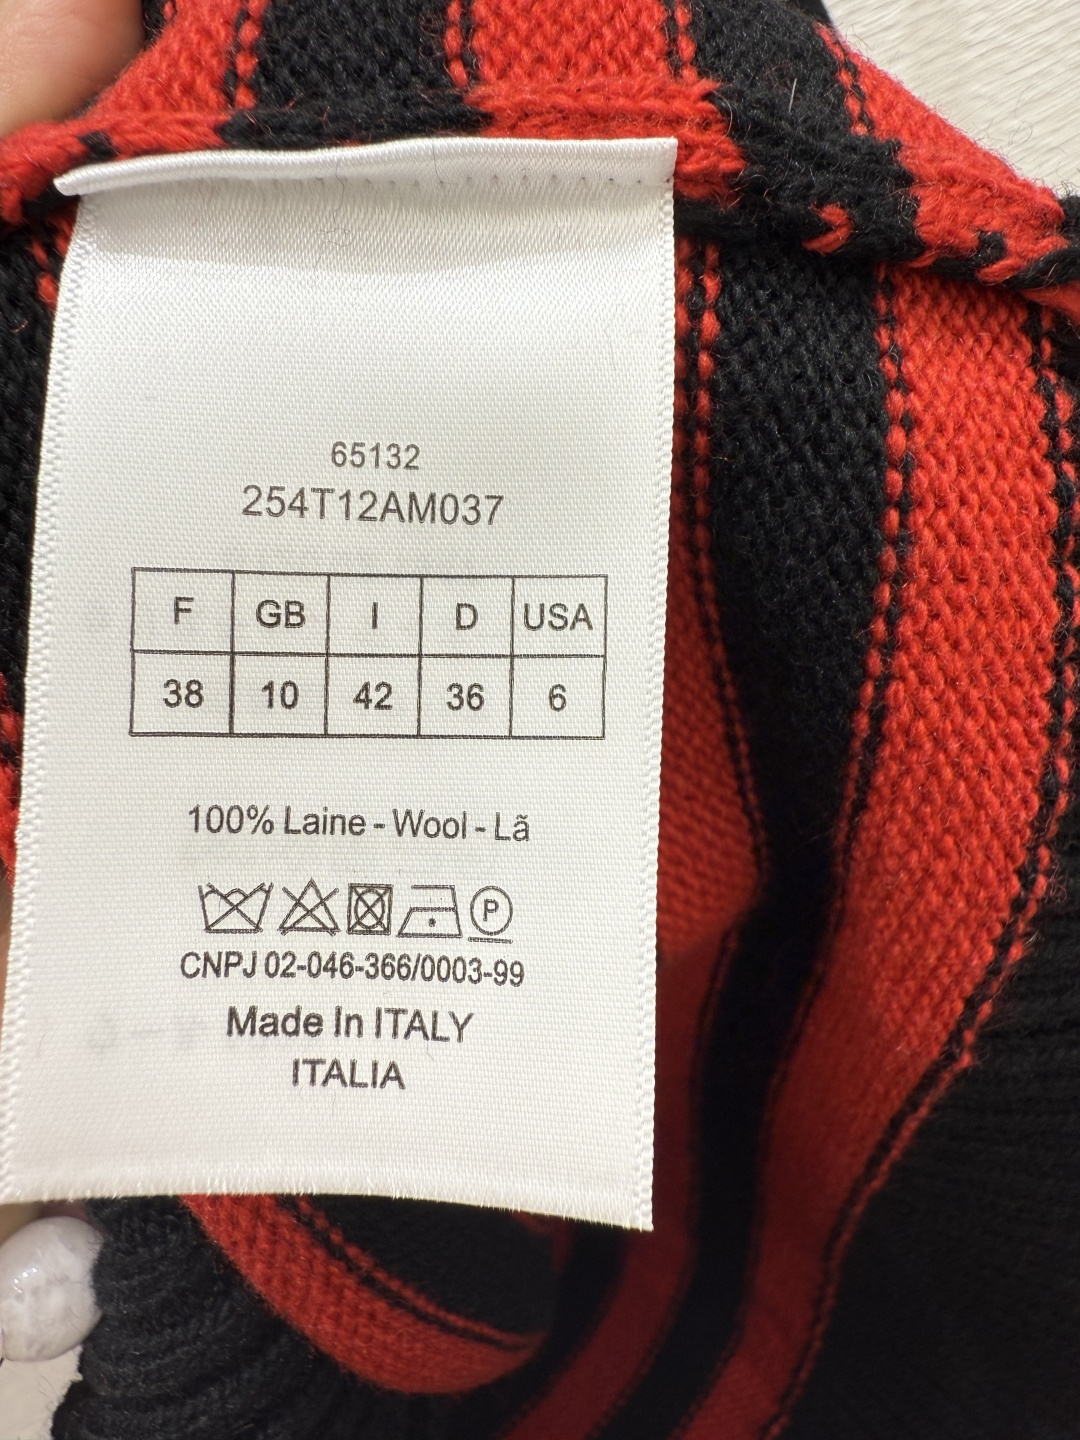 65132
254T12AM037
F GB I D USA
38 10 42 36 6
100% Laine - Wool - Lã
P
CNPJ 02-046-366/0003-99
Made In ITALY
ITALIA